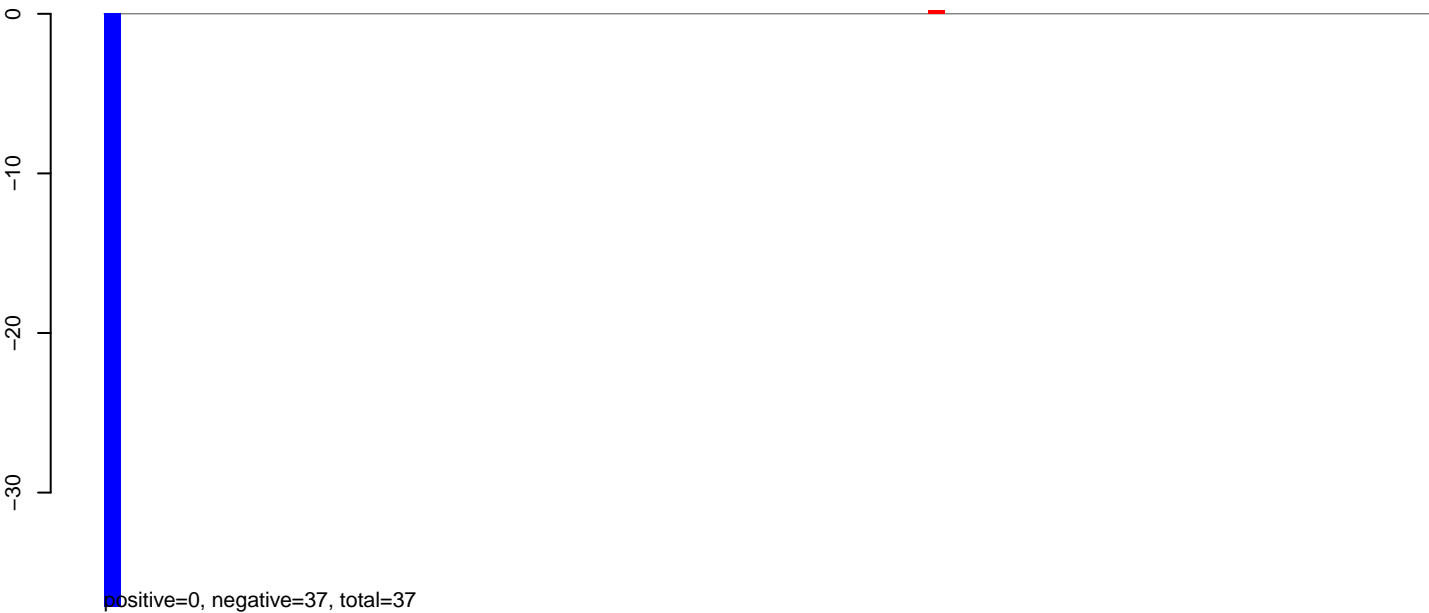 0
−10
−20
−30
positive=0, negative=37, total=37